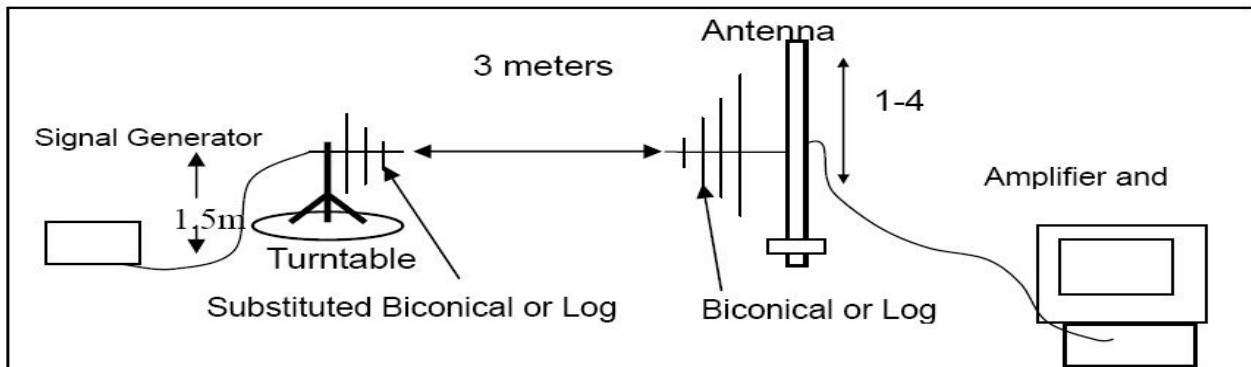 Antenna
3 meters
1-4
Signal Generator
1.5m
Amplifier and
Turntable
Substituted Biconical or Log
Biconical or Log